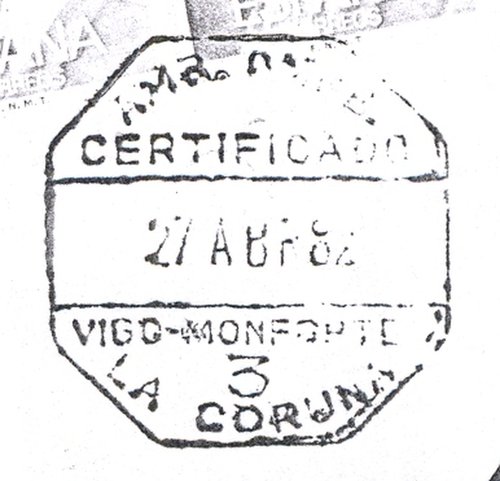 CERTIFICADO
27 ABR 82
VIGO-MONFORTE
3
LA CORUÑA